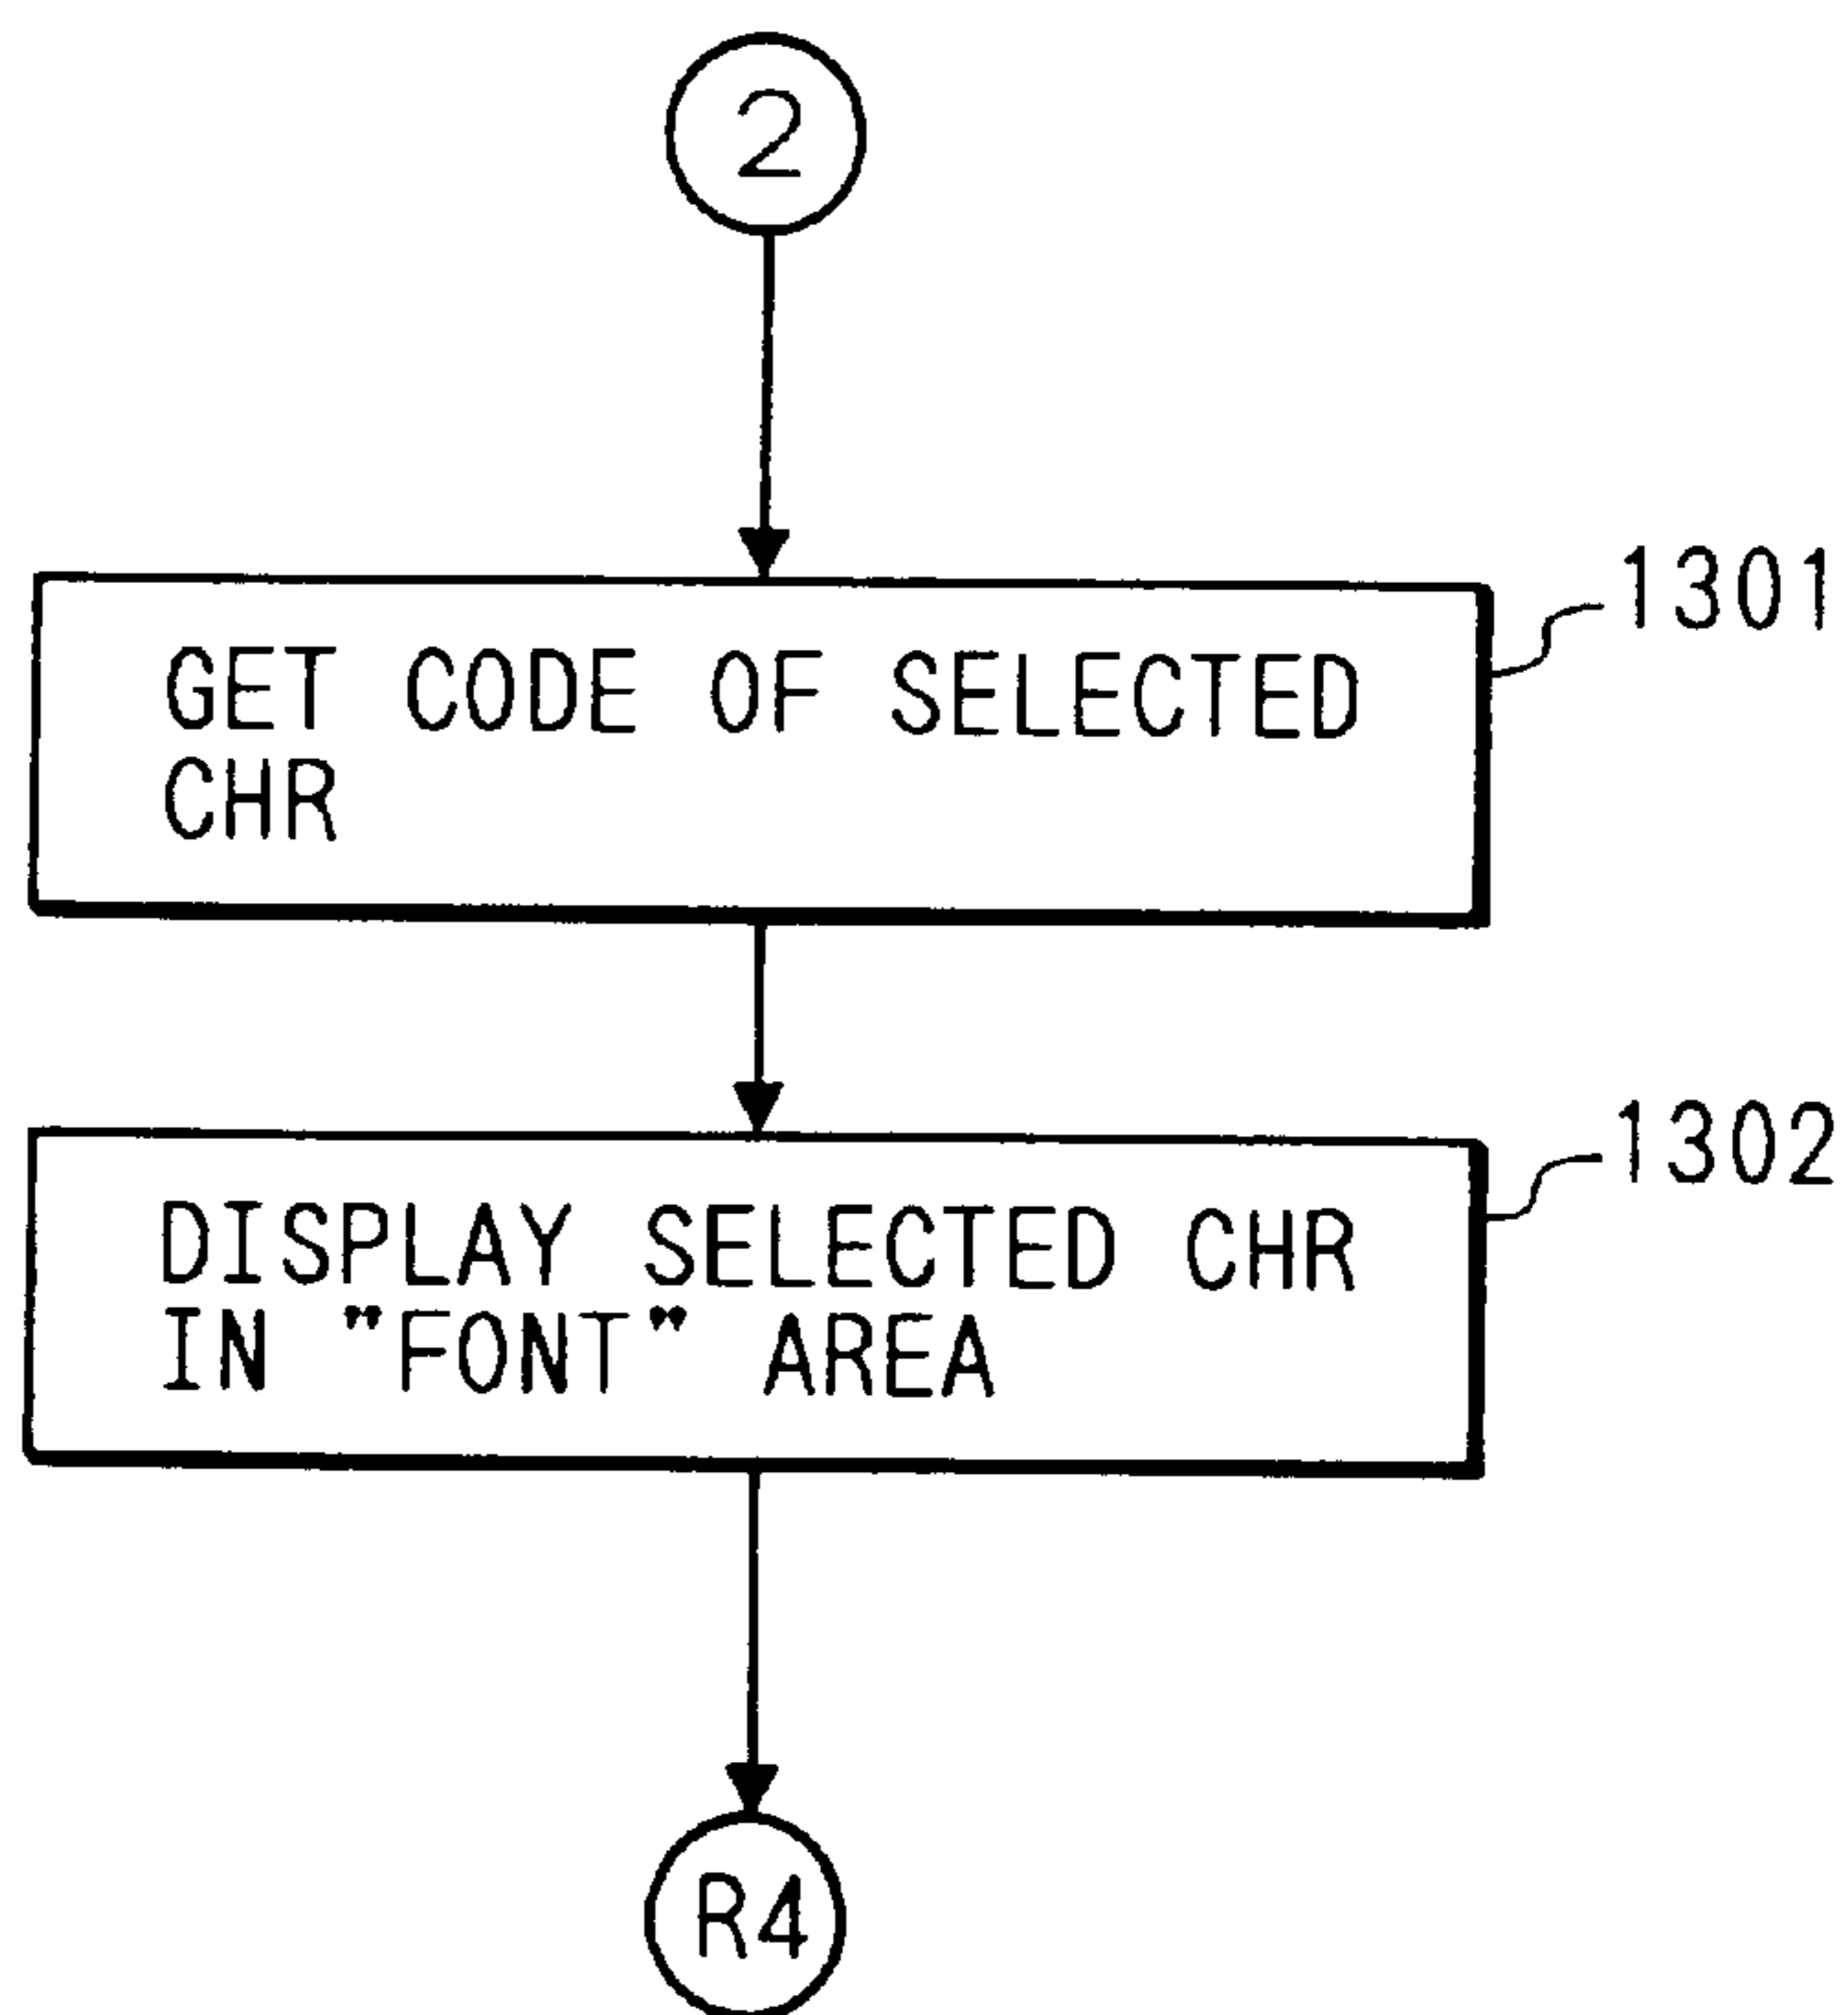 2
1301
GET CODE OF SELECTED
CHR
1302
DISPLAY SELECTED CHR
IN "FONT" AREA
R4